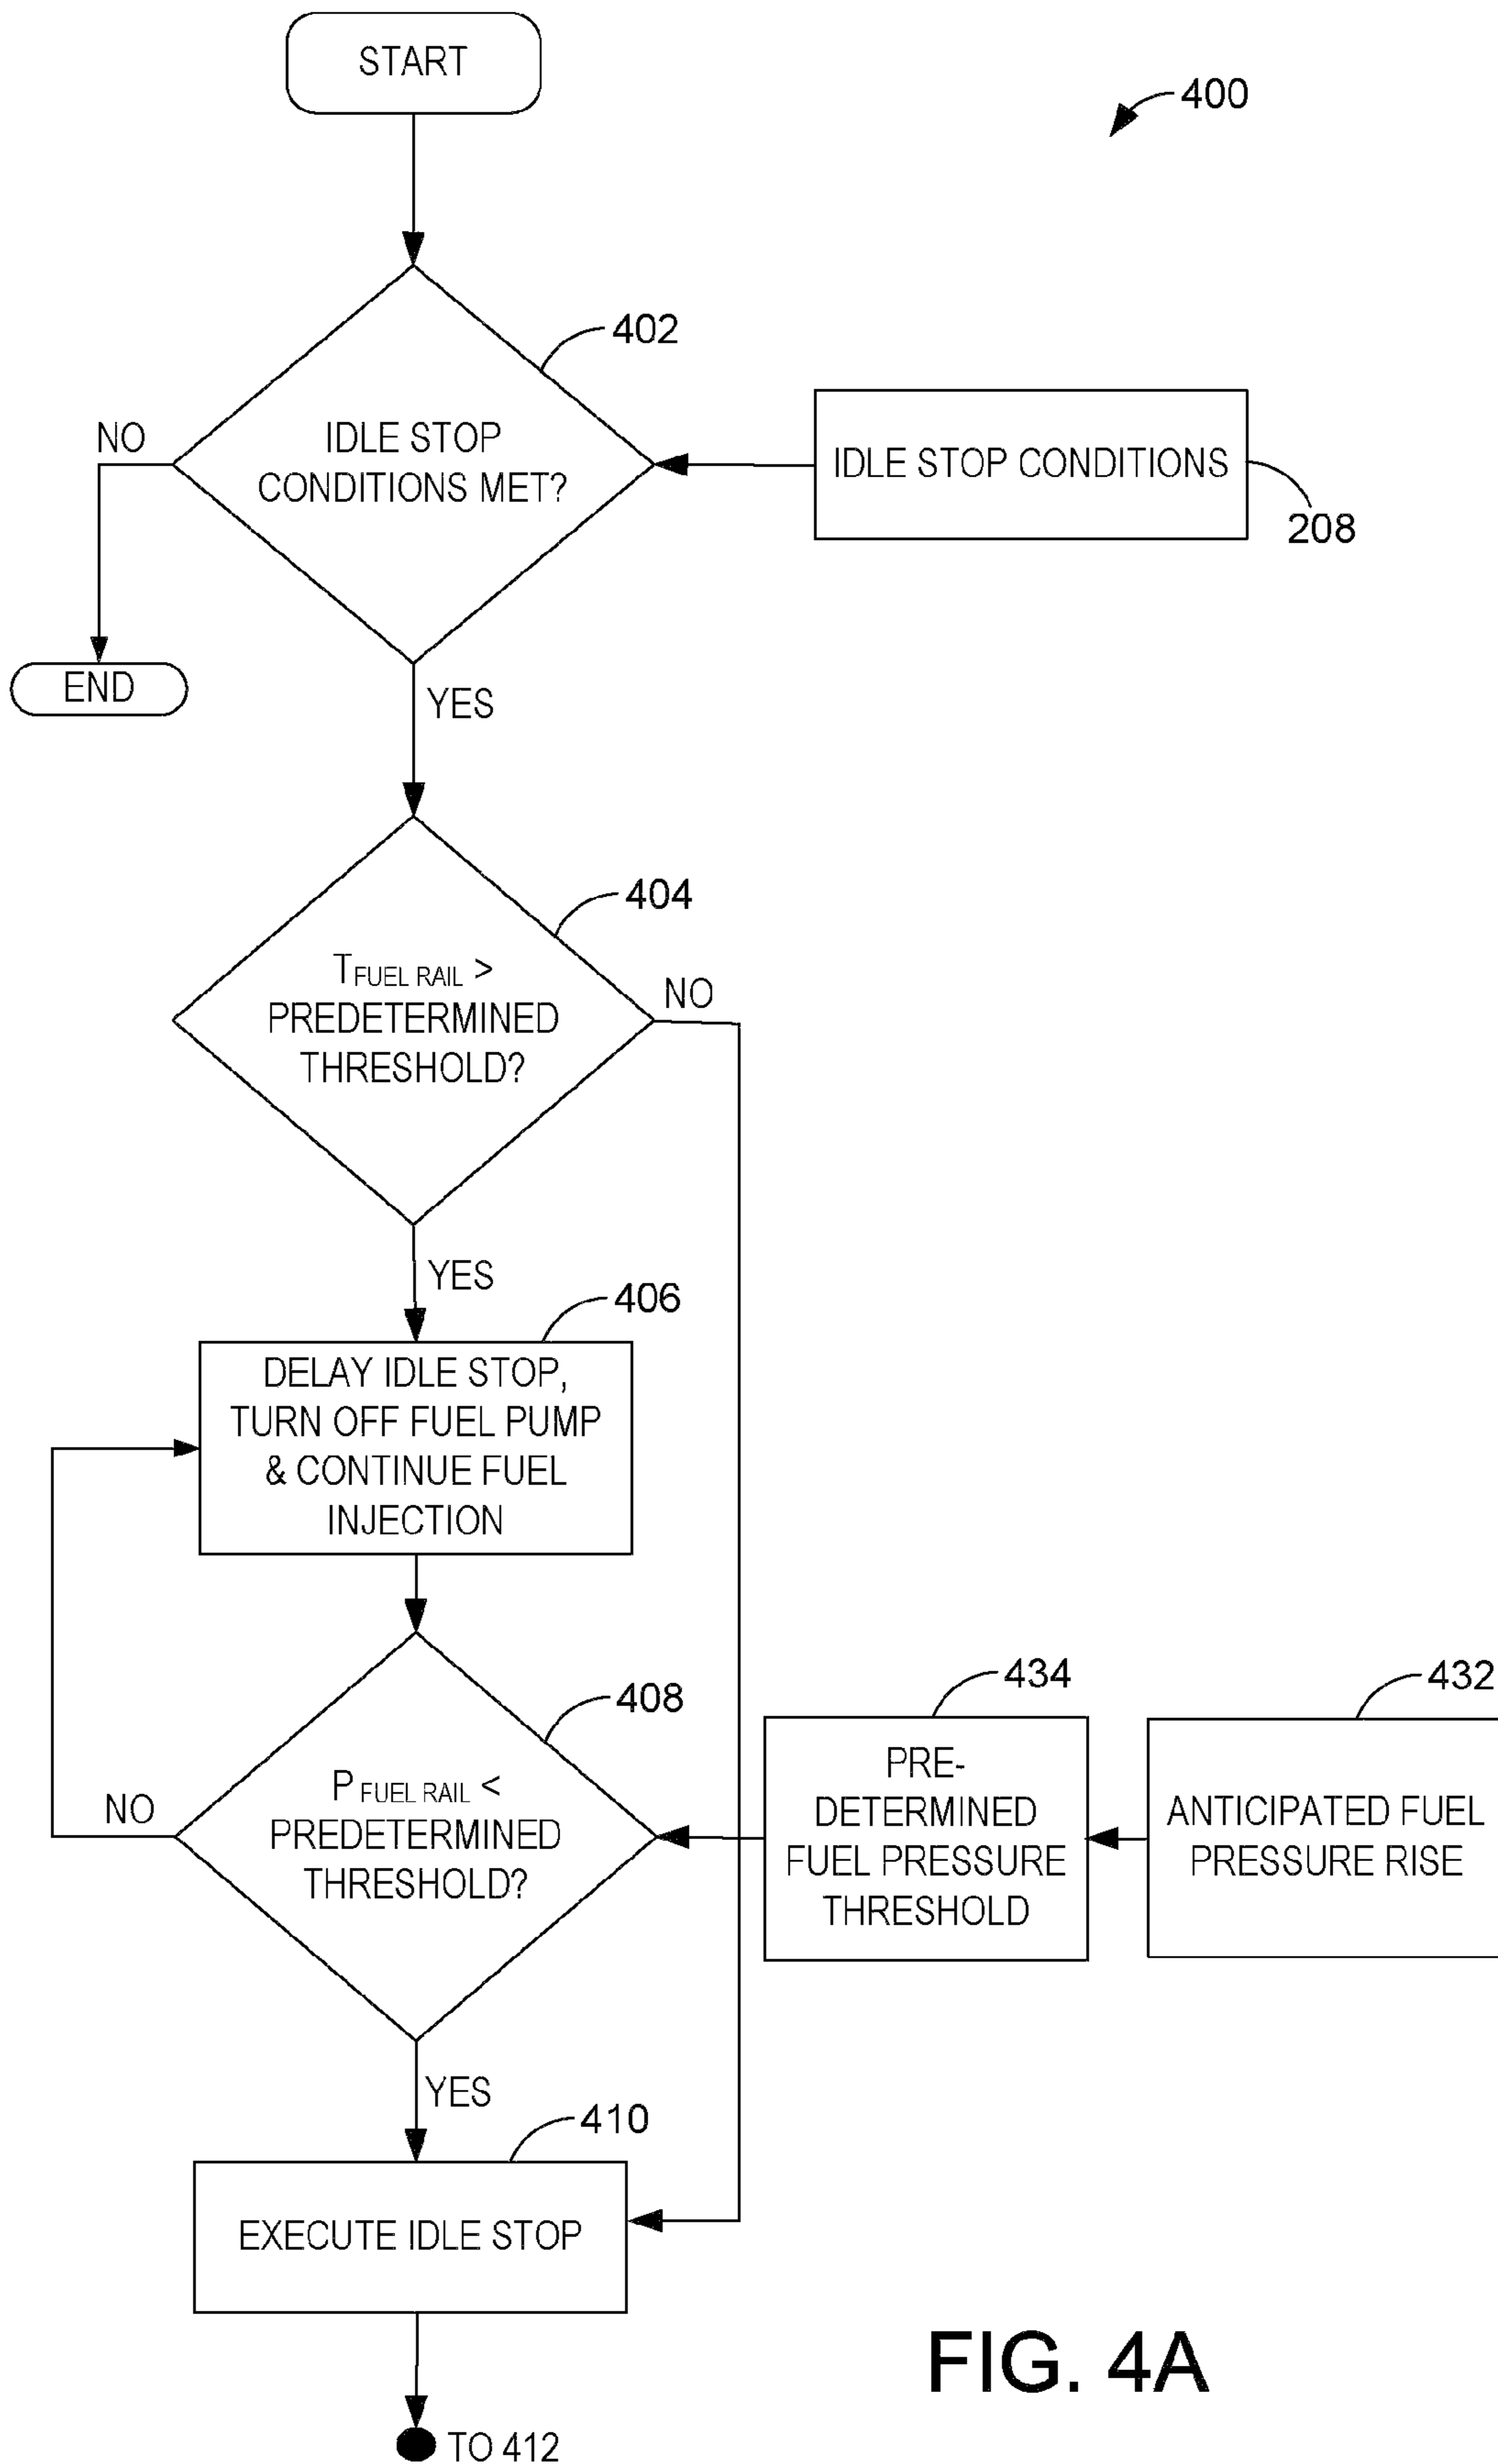 START
400
402
NO
IDLE STOP
CONDITIONS MET?
IDLE STOP CONDITIONS
208
END
YES
404
T FUEL RAIL >
PREDETERMINED
THRESHOLD?
NO
YES
406
DELAY IDLE STOP,
TURN OFF FUEL PUMP
& CONTINUE FUEL
INJECTION
408
P FUEL RAIL <
PREDETERMINED
THRESHOLD?
NO
434
PRE-
DETERMINED
FUEL PRESSURE
THRESHOLD
432
ANTICIPATED FUEL
PRESSURE RISE
YES
410
EXECUTE IDLE STOP
FIG. 4A
TO 412